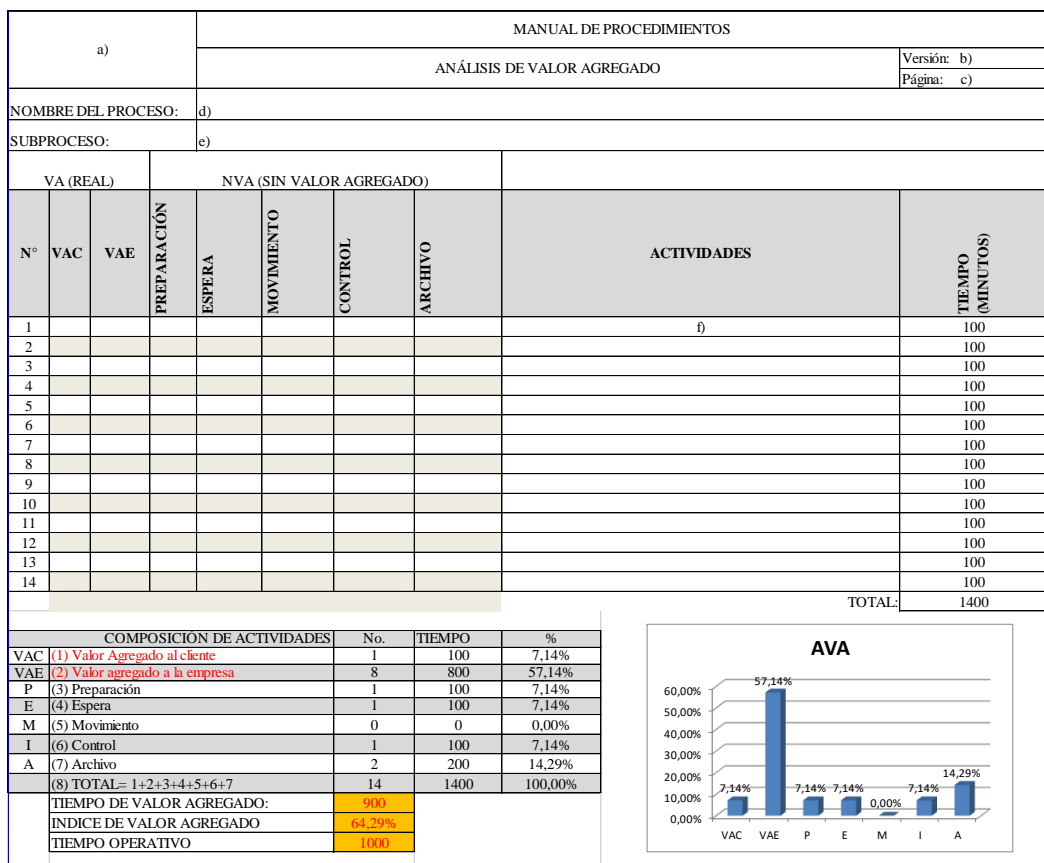 a)
MANUAL DE PROCEDIMIENTOS
ANÁLISIS DE VALOR AGREGADO
Versión: b)
Página: c)
NOMBRE DEL PROCESO: d)
SUBPROCESO: e)
VA (REAL) NVA (SIN VALOR AGREGADO)
N° VAC VAE PREPARACIÓN ESPERA MOVIMIENTO CONTROL ARCHIVO ACTIVIDADES TIEMPO (MINUTOS)
1 f) 100
2 100
3 100
4 100
5 100
6 100
7 100
8 100
9 100
10 100
11 100
12 100
13 100
14 100
TOTAL: 1400
COMPOSICIÓN DE ACTIVIDADES No. TIEMPO %
VAC (1) Valor Agregado al cliente 1 100 7,14%
VAE (2) Valor agregado a la empresa 8 800 57,14%
P (3) Preparación 1 100 7,14%
E (4) Espera 1 100 7,14%
M (5) Movimiento 0 0 0,00%
I (6) Control 1 100 7,14%
A (7) Archivo 2 200 14,29%
(8) TOTAL= 1+2+3+4+5+6+7 14 1400 100,00%
TIEMPO DE VALOR AGREGADO: 900
INDICE DE VALOR AGREGADO 64,29%
TIEMPO OPERATIVO 1000
AVA
60,00%
50,00%
40,00%
30,00%
20,00%
10,00%
0,00%
7,14% 57,14% 7,14% 7,14% 0,00% 7,14% 14,29%
VAC VAE P E M I A